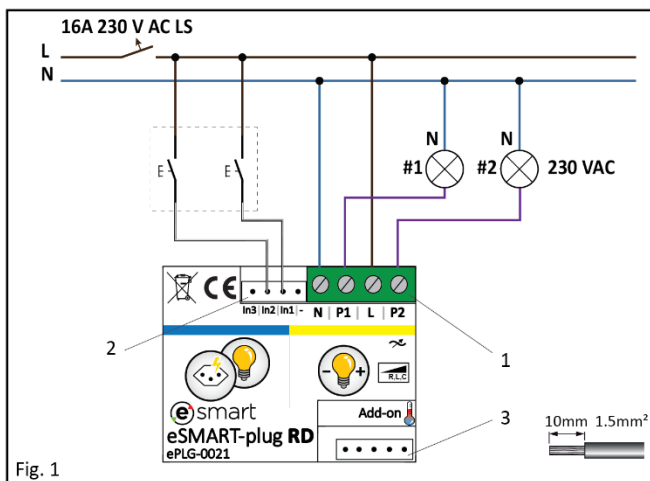 16A 230 V AC LS
L
N
N N
#1 #2 230 VAC
E E
CE
In3 In2 In1 - N P1 L P2
2 1
- +
R,L,C
e smart
eSMART-plug RD
ePLG-0021
Add-on
3
10mm 1.5mm²
Fig. 1